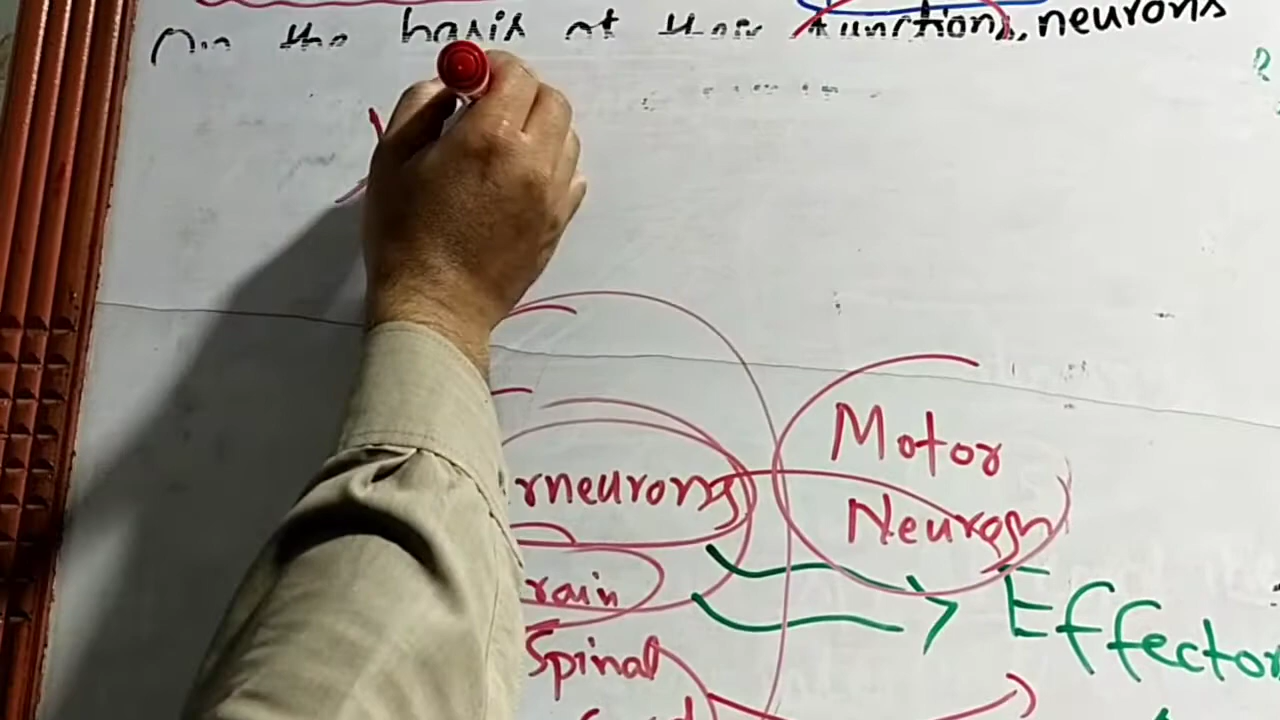 On the basis of their function, neurons
Motor
rneurons
Neuron
rain
Effector
Spinal